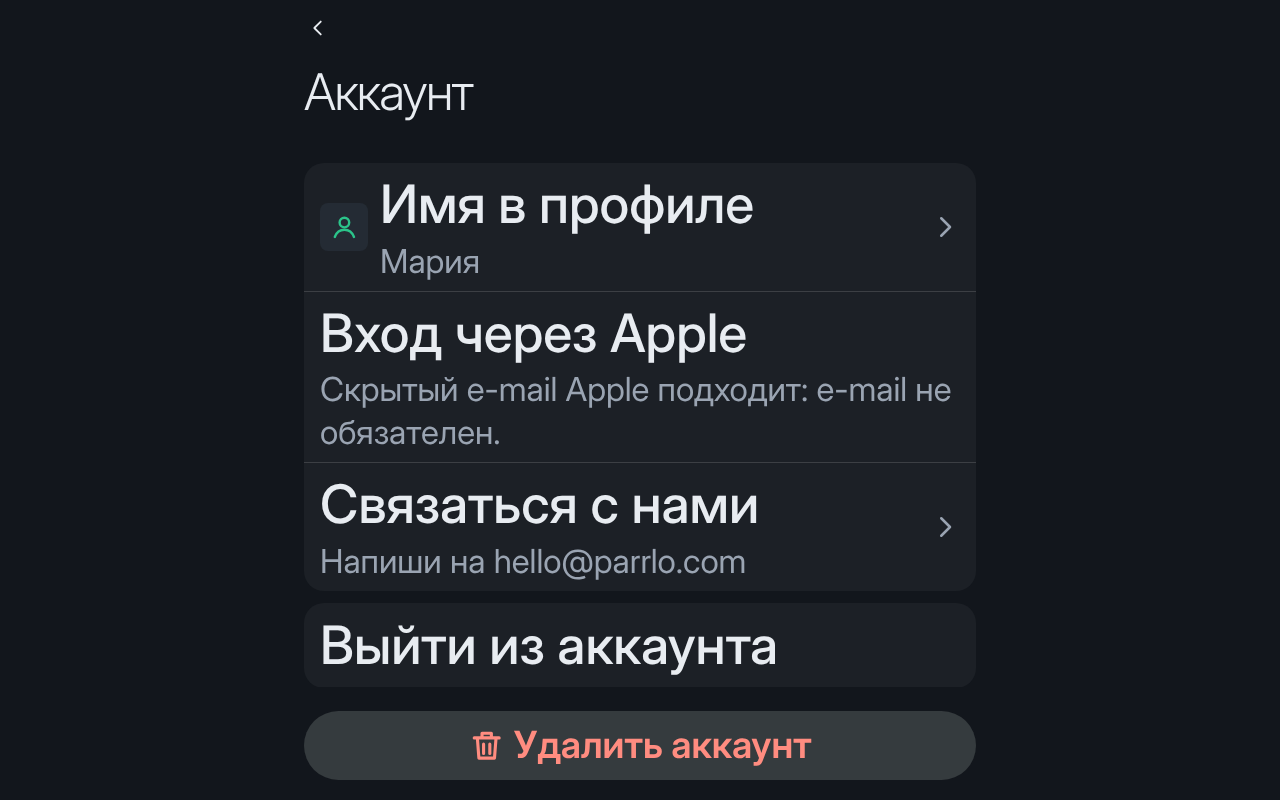 Аккаунт
Имя в профиле
Мария
Вход через Apple
Скрытый e-mail Apple подходит: e-mail не
обязателен.
Связаться с нами
Напиши на hello@parrlo.com
Выйти из аккаунта
Удалить аккаунт